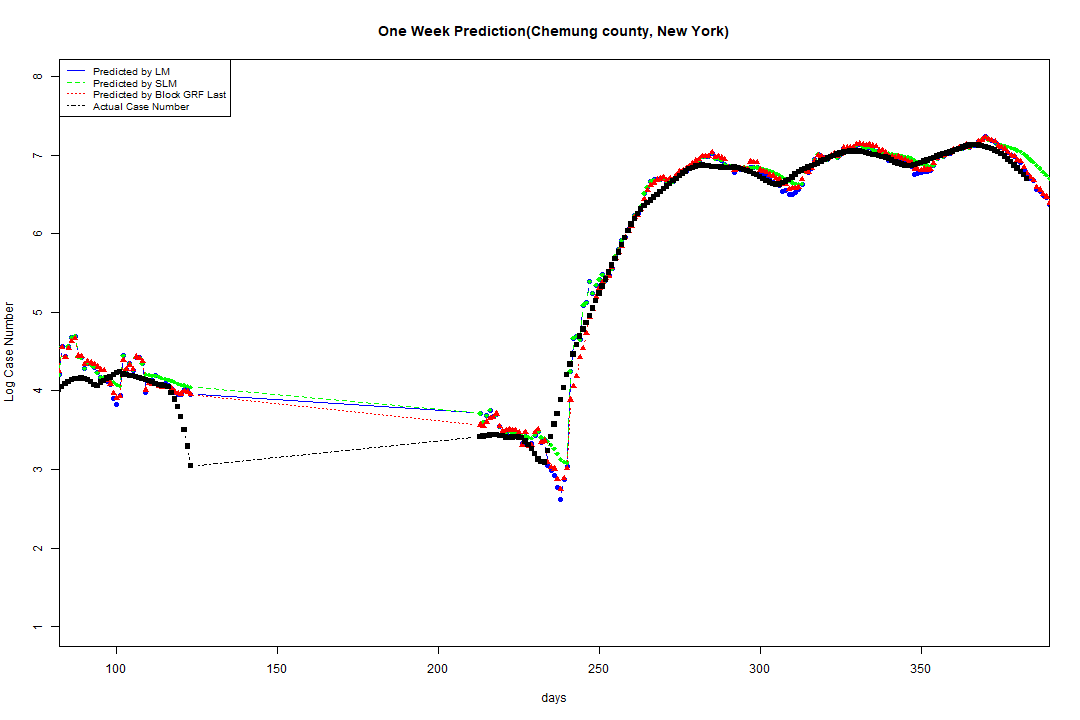 One Week Prediction(Chemung county, New York)
Predicted by LM
Predicted by SLM
Predicted by Block GRF Last
Actual Case Number
8
7
6
5
4
3
2
1
Log Case Number
100 150 200 250 300 350
days